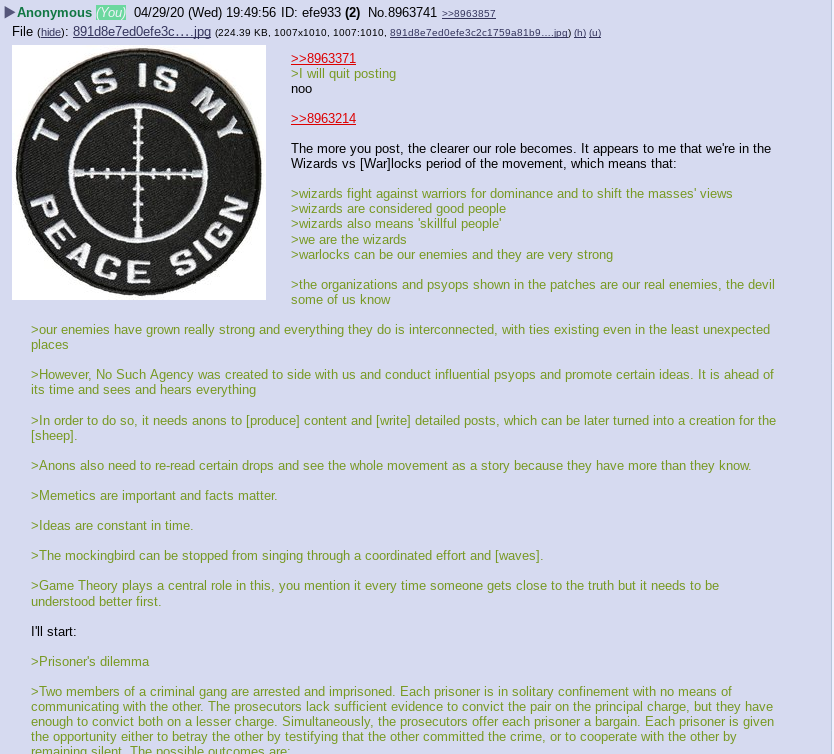 Anonymous (You) 04/29/20 (Wed) 19:49:56 ID: efe933 (2) No.8963741 >>8963857
File (hide): 891d8e7ed0efe3c….jpg (224.39 KB, 1007x1010, 1007:1010, 891d8e7ed0efe3c2c1759a81b9….jpg) (h) (u)
THIS IS MY
PEACE SIGN
>>8963371
>I will quit posting
noo
>>8963214
The more you post, the clearer our role becomes. It appears to me that we're in the
Wizards vs [War]locks period of the movement, which means that:
>wizards fight against warriors for dominance and to shift the masses' views
>wizards are considered good people
>wizards also means 'skillful people'
>we are the wizards
>warlocks can be our enemies and they are very strong
>the organizations and psyops shown in the patches are our real enemies, the devil
some of us know
>our enemies have grown really strong and everything they do is interconnected, with ties existing even in the least unexpected
places
>However, No Such Agency was created to side with us and conduct influential psyops and promote certain ideas. It is ahead of
its time and sees and hears everything
>In order to do so, it needs anons to [produce] content and [write] detailed posts, which can be later turned into a creation for the
[sheep].
>Anons also need to re-read certain drops and see the whole movement as a story because they have more than they know.
>Memetics are important and facts matter.
>Ideas are constant in time.
>The mockingbird can be stopped from singing through a coordinated effort and [waves].
>Game Theory plays a central role in this, you mention it every time someone gets close to the truth but it needs to be
understood better first.
I'll start:
>Prisoner's dilemma
>Two members of a criminal gang are arrested and imprisoned. Each prisoner is in solitary confinement with no means of
communicating with the other. The prosecutors lack sufficient evidence to convict the pair on the principal charge, but they have
enough to convict both on a lesser charge. Simultaneously, the prosecutors offer each prisoner a bargain. Each prisoner is given
the opportunity either to betray the other by testifying that the other committed the crime, or to cooperate with the other by
remaining silent. The possible outcomes are: